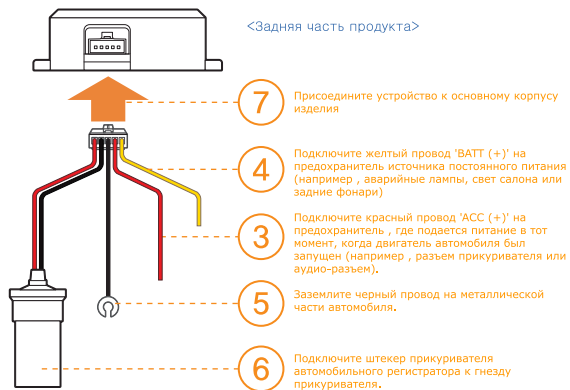 <Задняя часть продукта>
7
Присоедините устройство к основному корпусу
изделия
4
Подключите желтый провод 'BATT (+)' на
предохранитель источника постоянного питания
(например , аварийные лампы, свет салона или
задние фонари)
3
Подключите красный провод 'ACC (+)' на
предохранитель , где подается питание в тот
момент, когда двигатель автомобиля был
запущен (например , разъем прикуривателя или
аудио-разъем).
5
Заземлите черный провод на металлической
части автомобиля.
6
Подключите штекер прикуривателя
автомобильного регистратора к гнезду
прикуривателя.